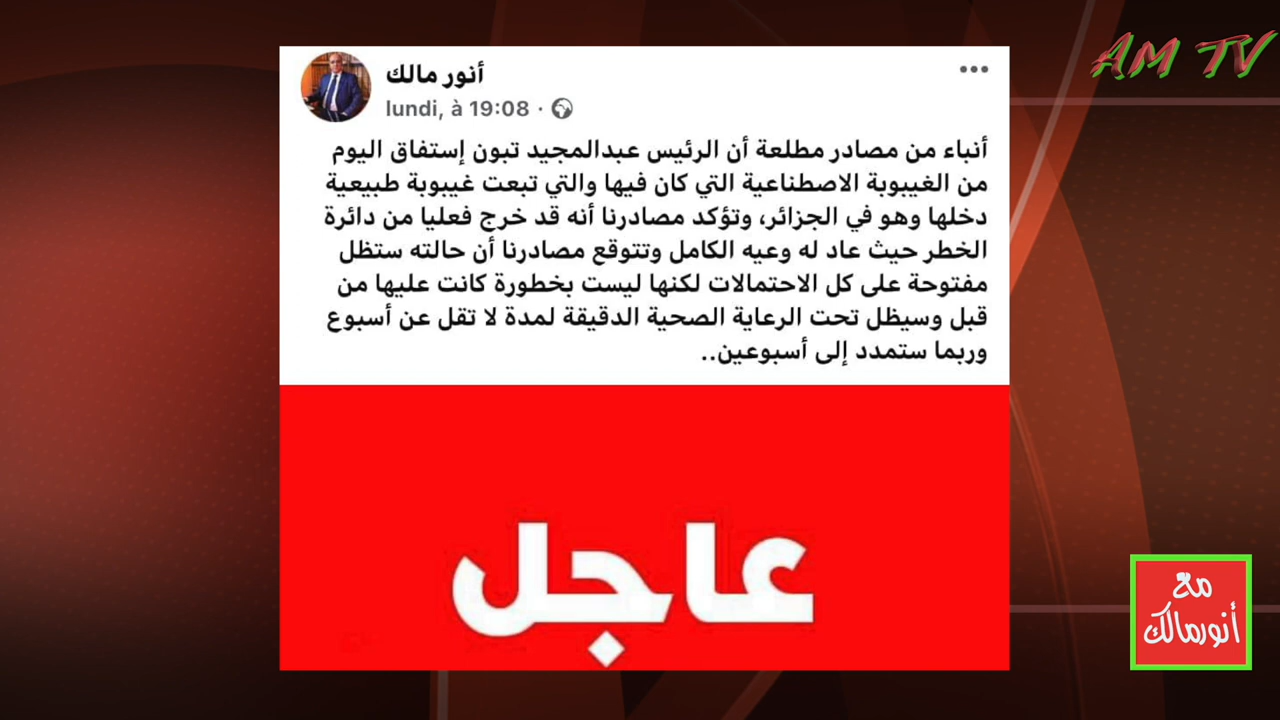 AM TV
أنور مالك
lundi, à 19:08 ·
أنباء من مصادر مطلعة أن الرئيس عبدالمجيد تبون إستفاق اليوم
من الغيبوبة الاصطناعية التي كان فيها والتي تبعت غيبوبة طبيعية
دخلها وهو في الجزائر، وتؤكد مصادرنا أنه قد خرج فعليا من دائرة
الخطر حيث عاد له وعيه الكامل وتتوقع مصادرنا أن حالته ستظل
مفتوحة على كل الاحتمالات لكنها ليست بخطورة كانت عليها من
قبل وسيظل تحت الرعاية الصحية الدقيقة لمدة لا تقل عن أسبوع
وربما ستمدد إلى أسبوعين..
عاجل
مع
أنورمالك